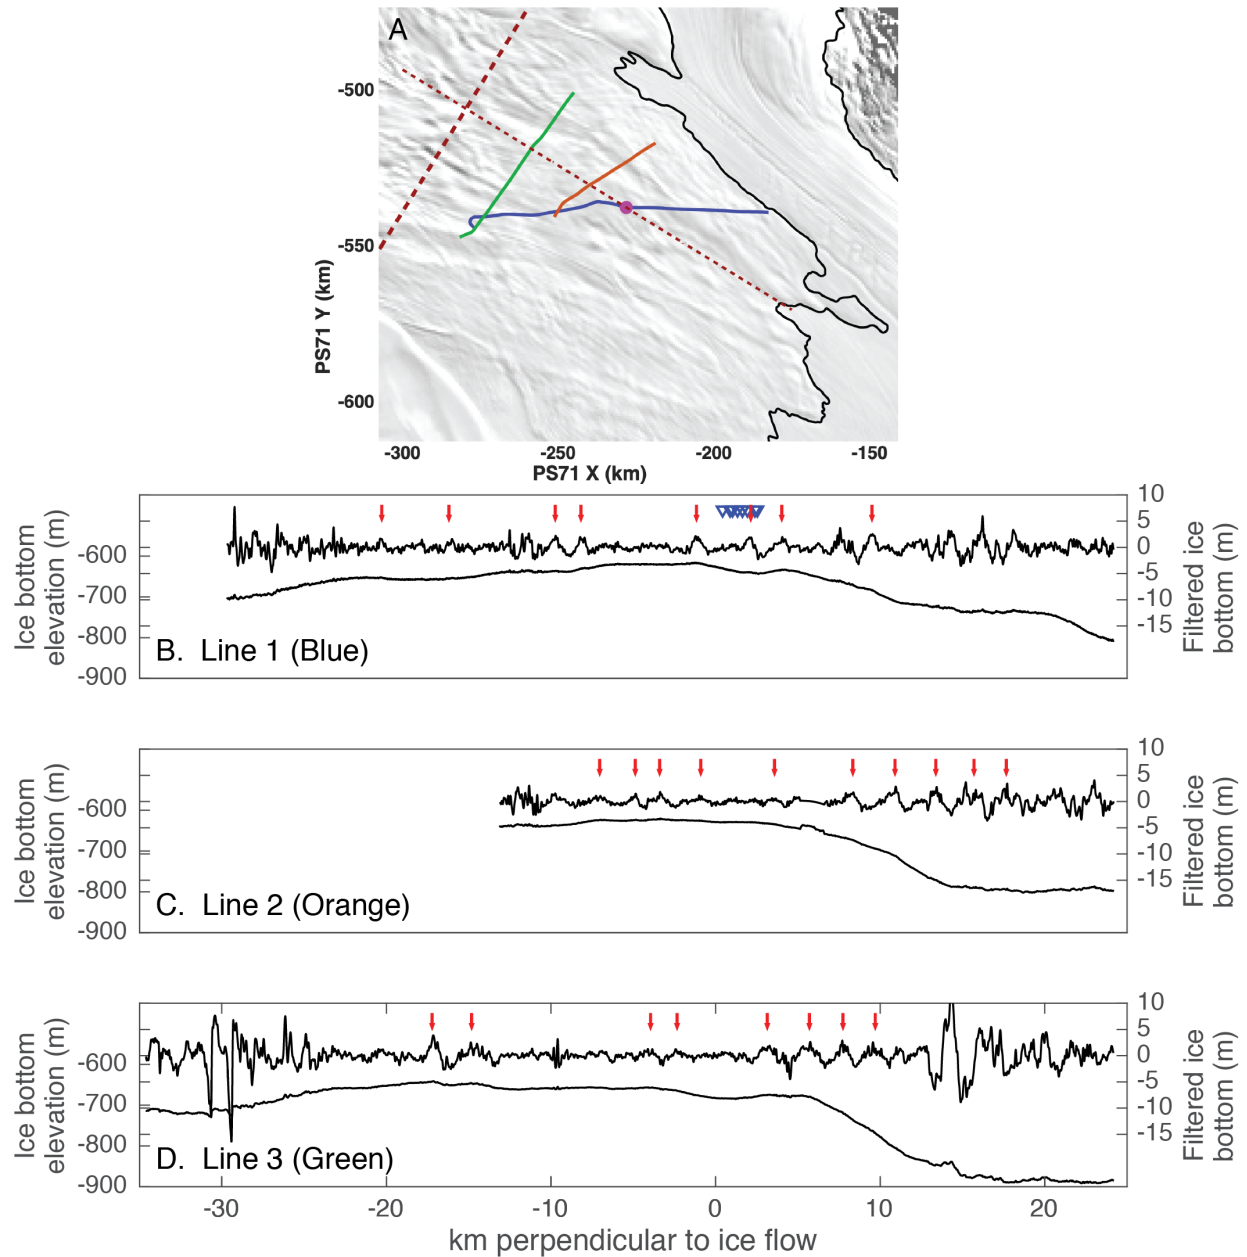 A
-500
-550
-600
PS71 Y (km)
-300
-250
-200
-150
PS71 X (km)
Ice bottom
elevation (m)
-600
-700
-800
-900
B. Line 1 (Blue)
10
5
0
-5
-10
-15
Filtered ice
bottom (m)
Ice bottom
elevation (m)
-600
-700
-800
-900
C. Line 2 (Orange)
10
5
0
-5
-10
-15
Filtered ice
bottom (m)
Ice bottom
elevation (m)
-600
-700
-800
-900
D. Line 3 (Green)
10
5
0
-5
-10
-15
Filtered ice
bottom (m)
-30
-20
-10
0
10
20
km perpendicular to ice flow